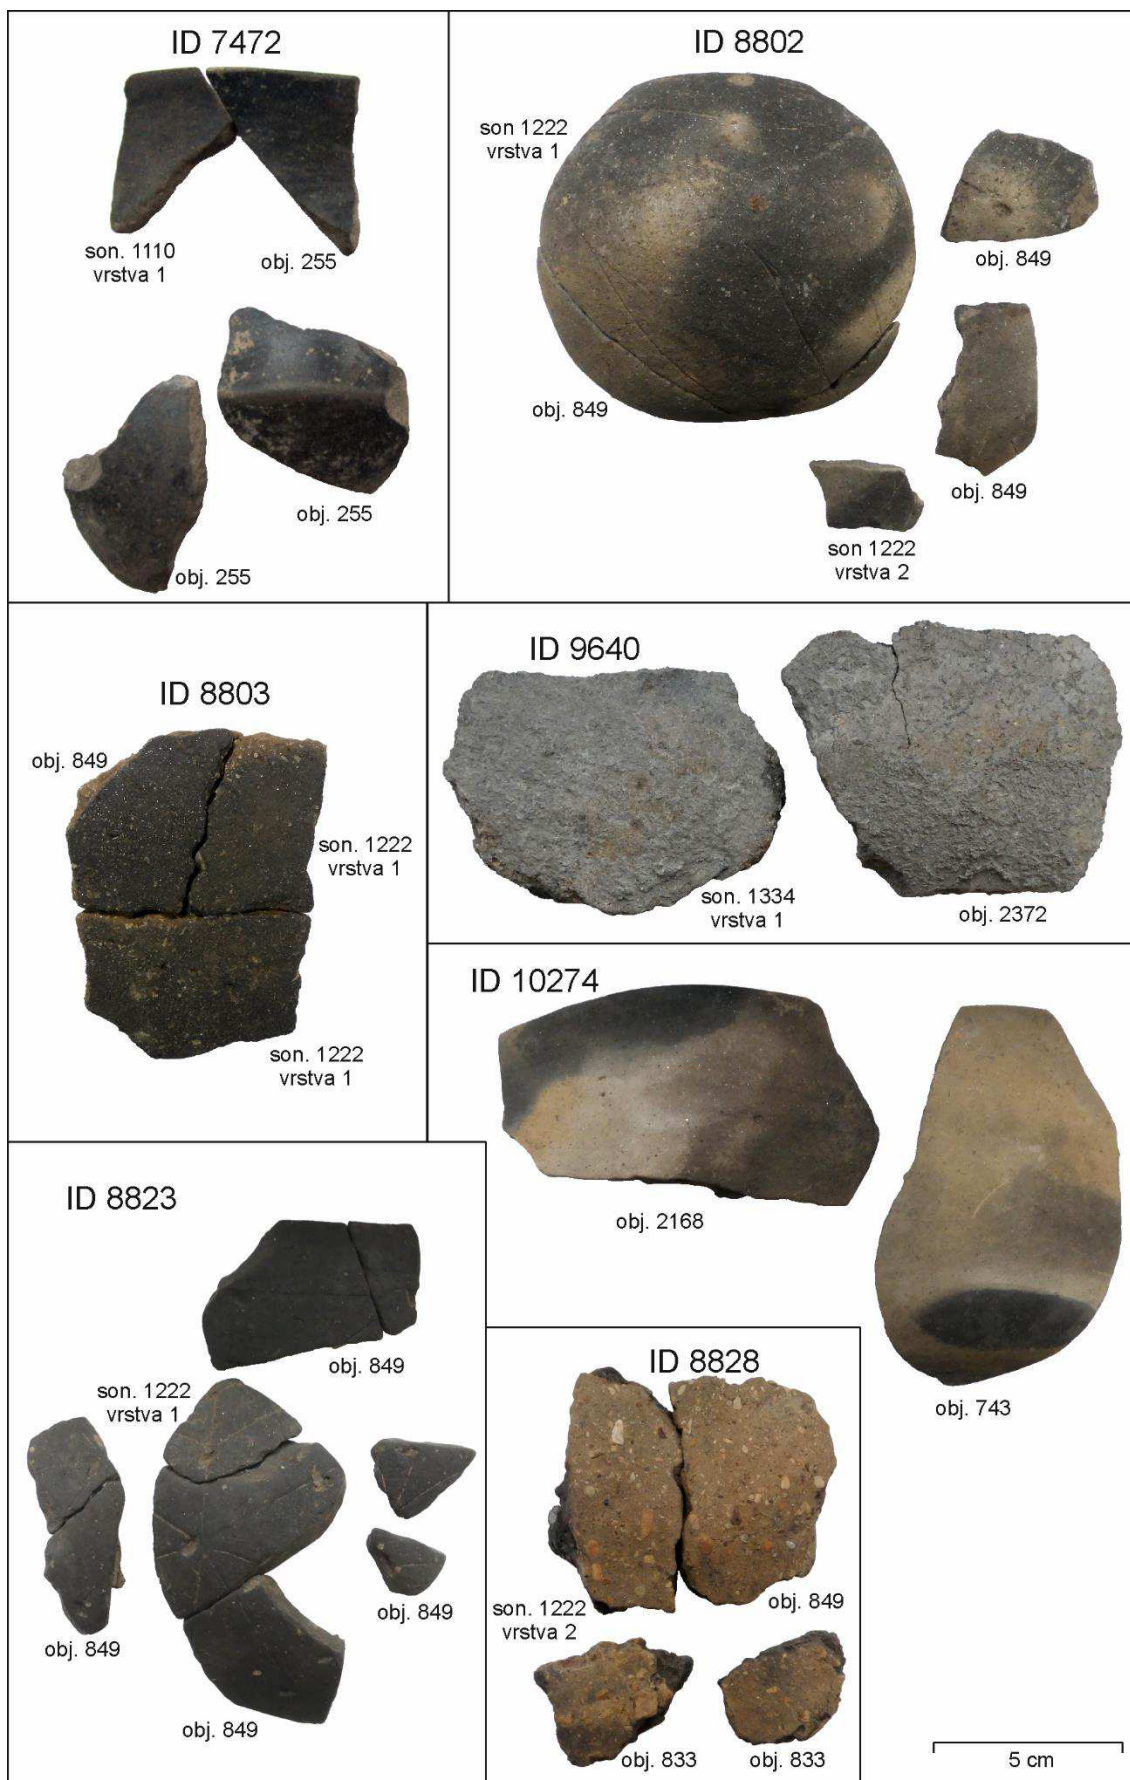 ID 7472
son. 1110
vrstva 1
obj. 255
obj. 255
obj. 255
ID 8802
son 1222
vrstva 1
obj. 849
obj. 849
obj. 849
son 1222
vrstva 2
ID 8803
obj. 849
son. 1222
vrstva 1
son. 1222
vrstva 1
ID 9640
son. 1334
vrstva 1
obj. 2372
ID 10274
obj. 2168
obj. 743
ID 8823
obj. 849
son. 1222
vrstva 1
obj. 849
obj. 849
obj. 849
ID 8828
obj. 849
son. 1222
vrstva 2
obj. 833
obj. 833
5 cm